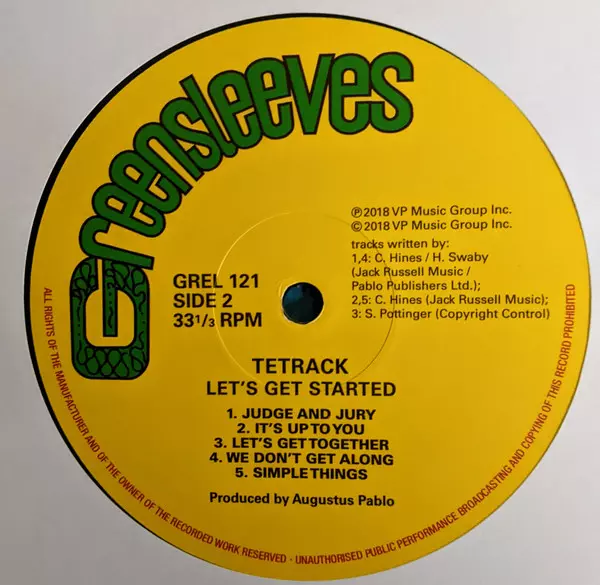 Greensleeves
℗2018 VP Music Group Inc.
©2018 VP Music Group Inc.
tracks written by:
1,4: C. Hines / H. Swaby
(Jack Russell Music /
Pablo Publishers Ltd.);
2,5: C. Hines (Jack Russell Music);
3: S. Pottinger (Copyright Control)
GREL 121
SIDE 2
33 1/3 RPM
TETRACK
LET'S GET STARTED
1. JUDGE AND JURY
2. IT'S UP TO YOU
3. LET'S GET TOGETHER
4. WE DON'T GET ALONG
5. SIMPLE THINGS
Produced by Augustus Pablo
ALL RIGHTS OF THE MANUFACTURER AND OF THE OWNER OF THE RECORDED WORK RESERVED - UNAUTHORISED PUBLIC PERFORMANCE BROADCASTING AND COPYING OF THIS RECORD PROHIBITED